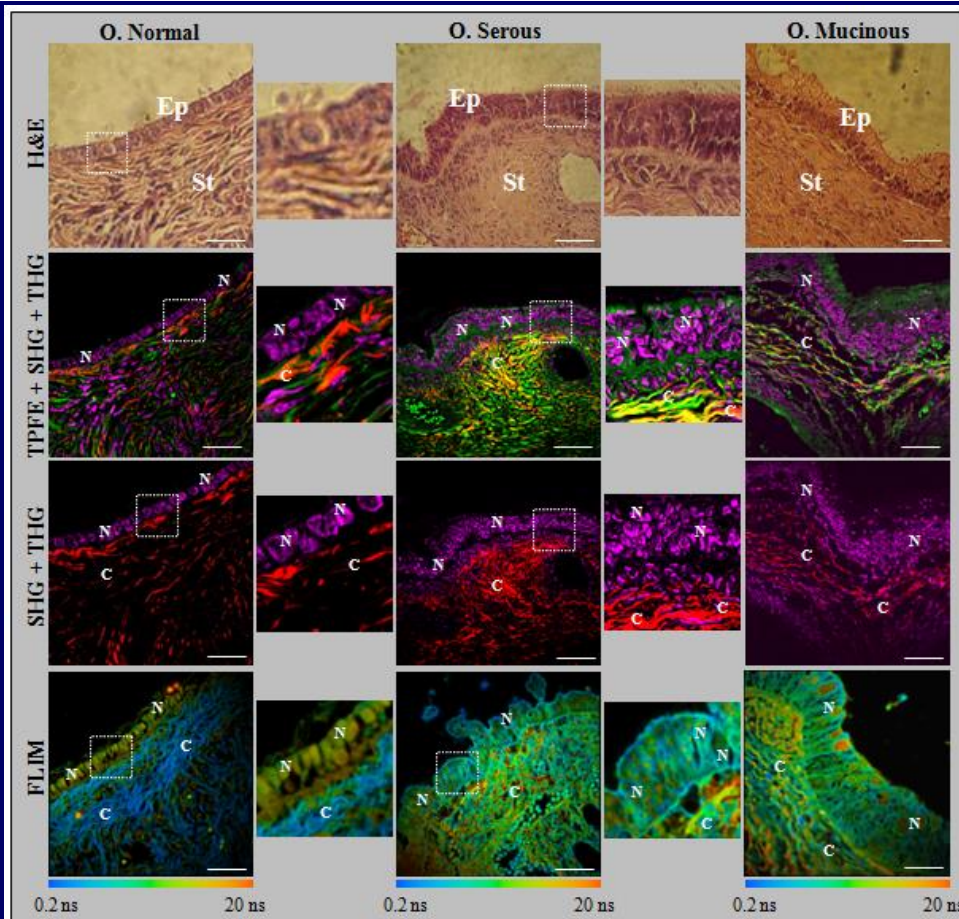 O. Normal O. Serous O. Mucinous
H&E
Ep Ep Ep
St St St
TPFE + SHG + THG
N N N N N N N N
C C C C C
SHG + THG
N N N N N N N N
C C C C C C
FLIM
N N N N N N N N N
C C C C C C C
0.2 ns 20 ns 0.2 ns 20 ns 0.2 ns 20 ns